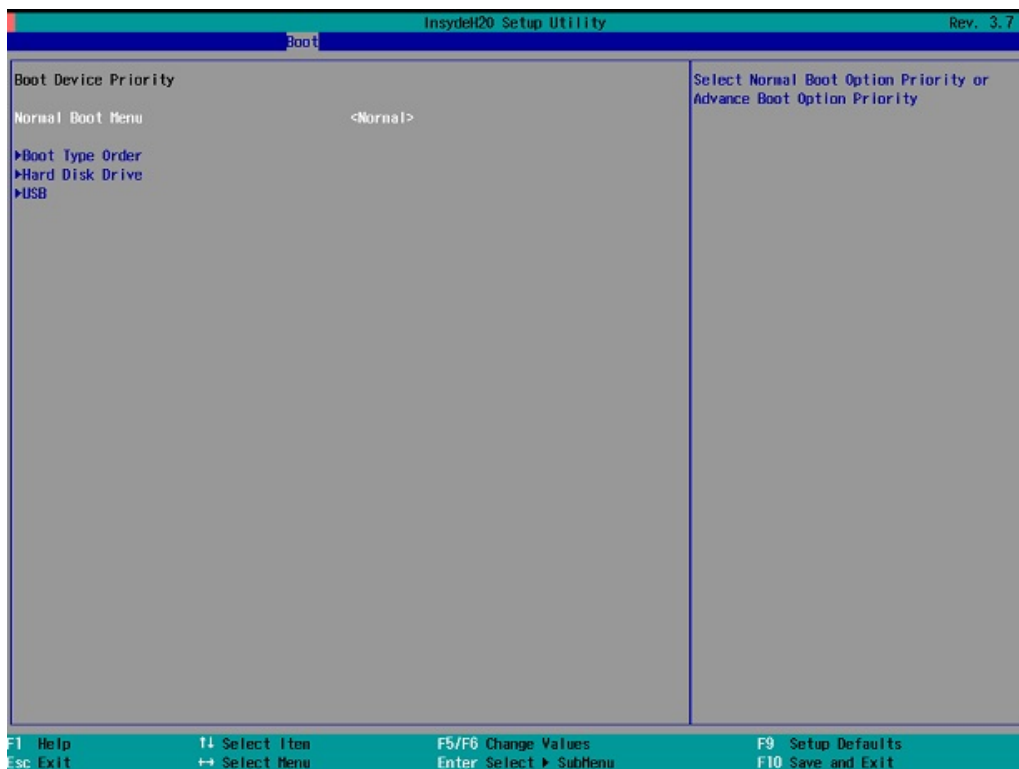 InsydeH20 Setup Utility Rev. 3.7
Boot
Boot Device Priority
Normal Boot Menu <Normal>
▶Boot Type Order
▶Hard Disk Drive
▶USB
Select Normal Boot Option Priority or
Advance Boot Option Priority
F1 Help ↑↓ Select Item F5/F6 Change Values F9 Setup Defaults
Esc Exit ↔ Select Menu Enter Select ▶ SubMenu F10 Save and Exit